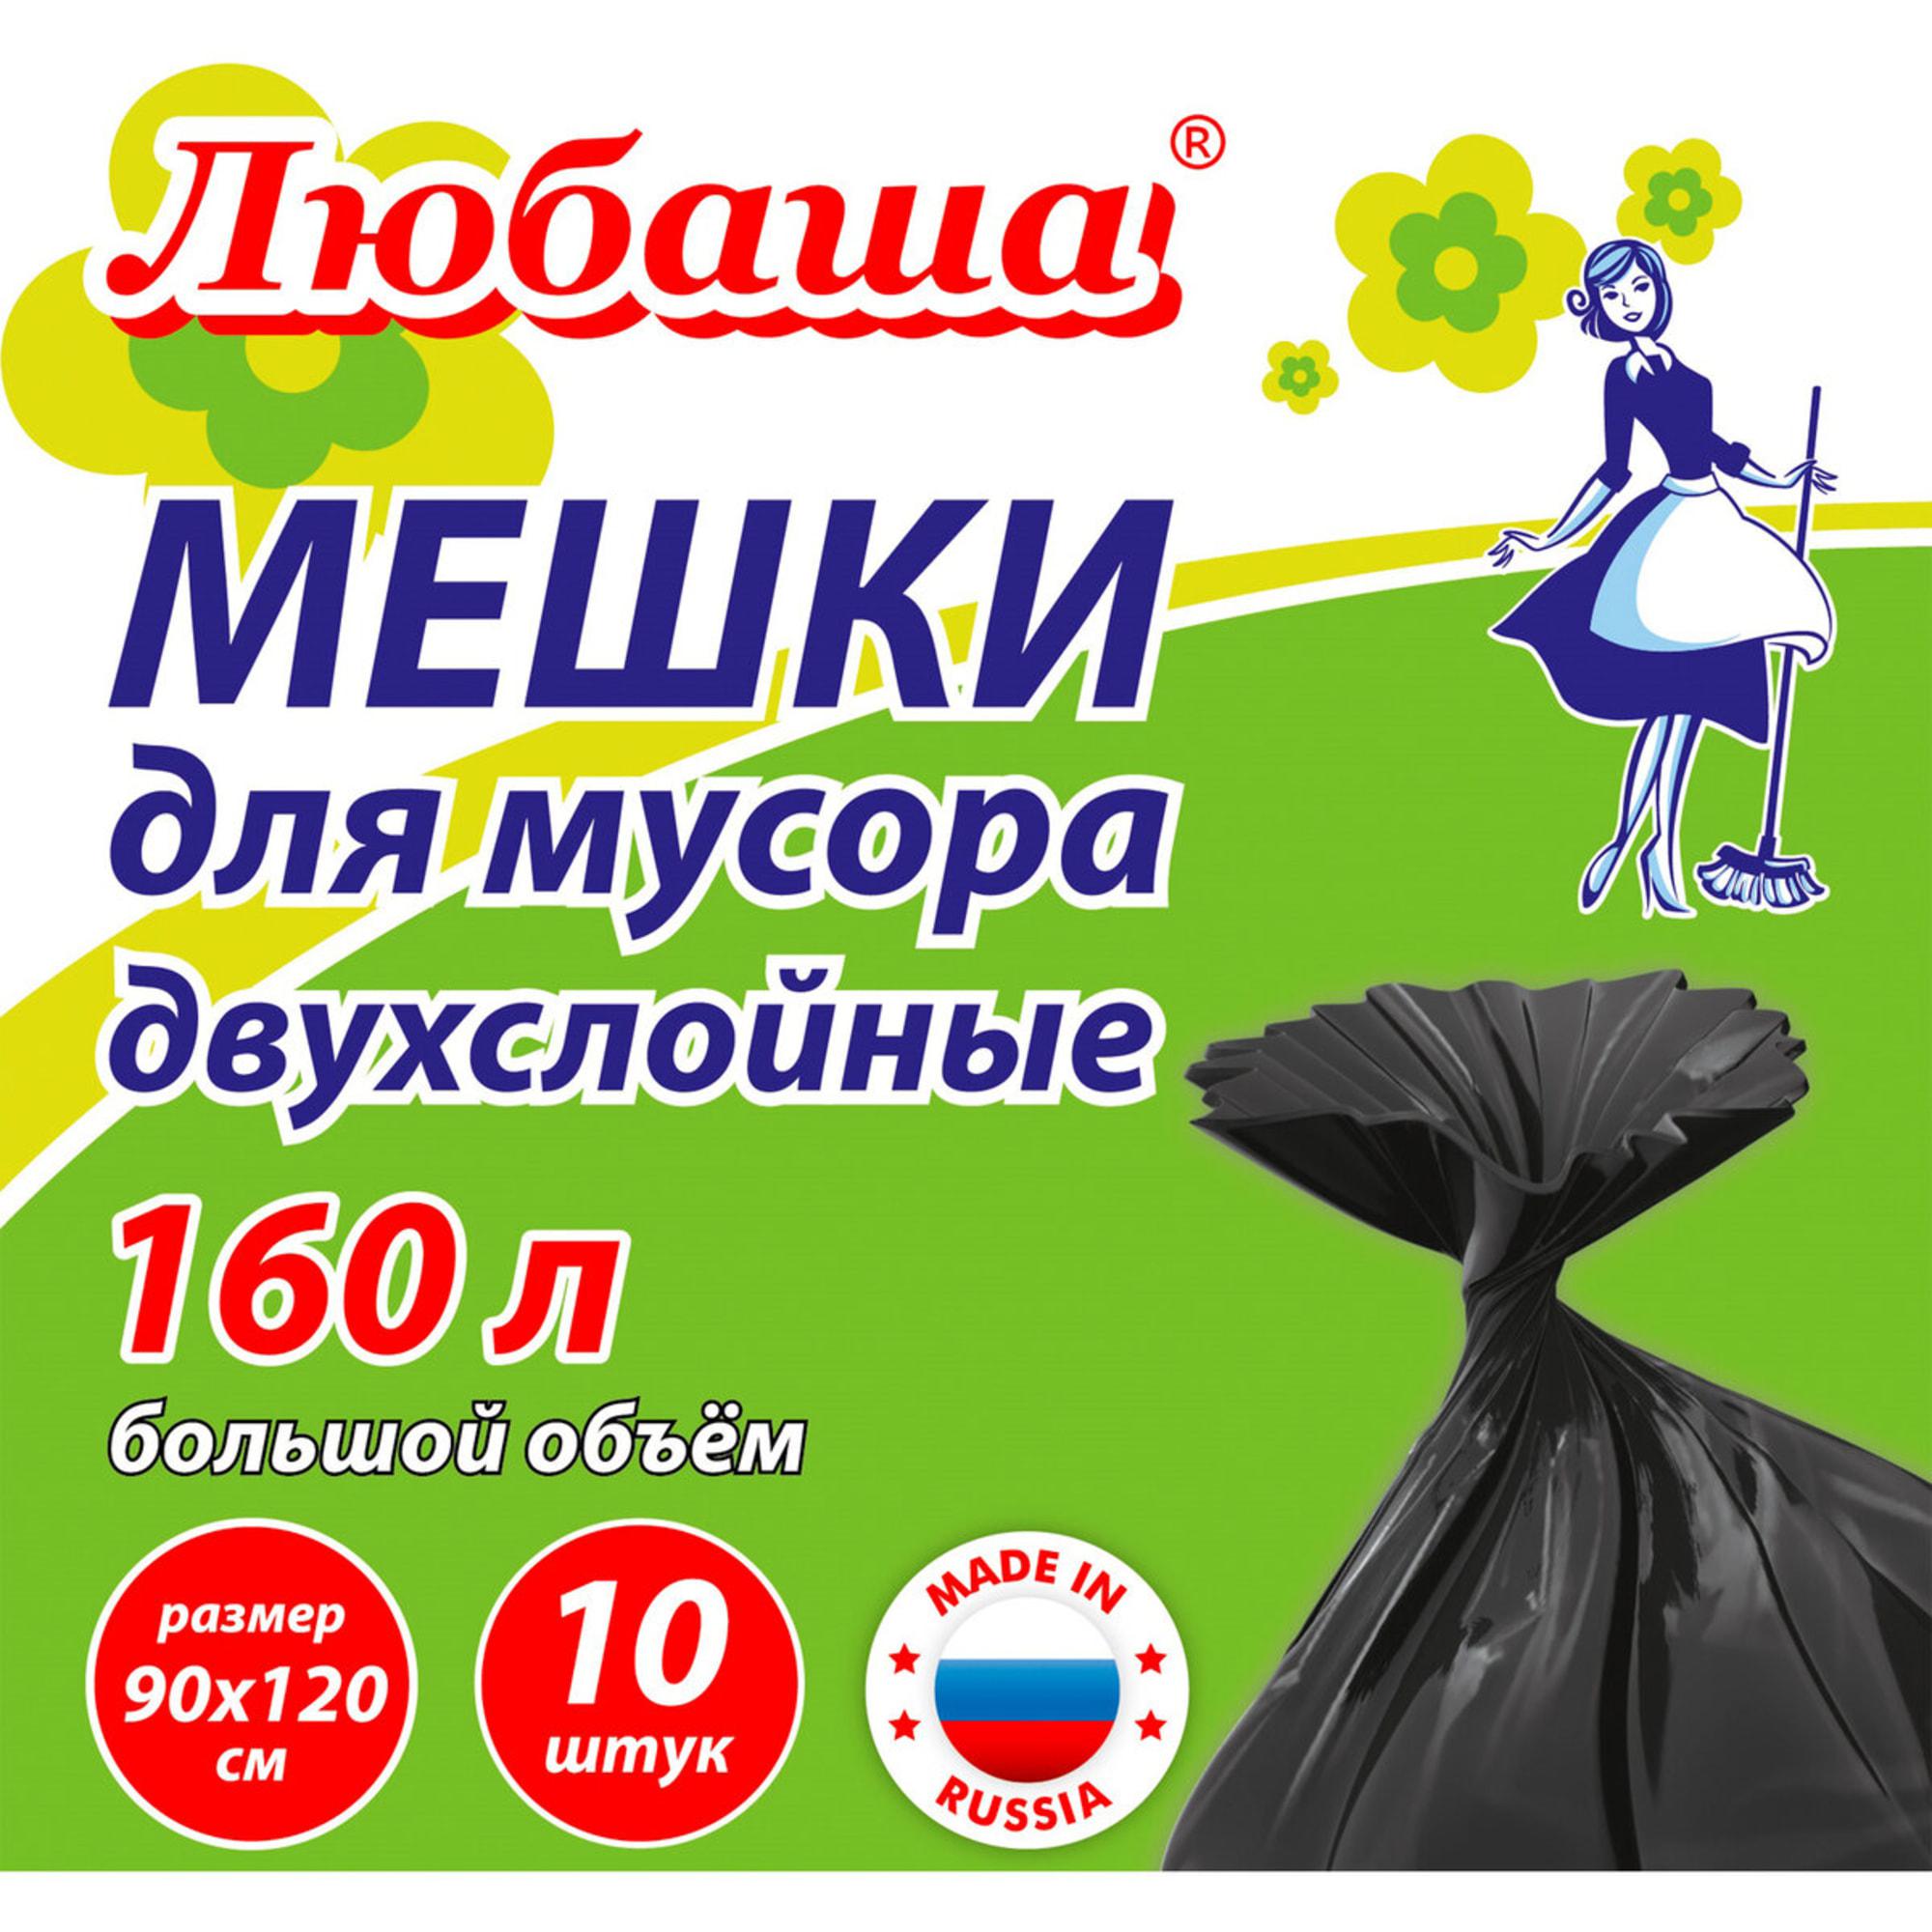 Любаша®
МЕШКИ
для мусора
двухслойные
160 л
большой объём
размер
90х120
см
10
штук
MADE IN
RUSSIA